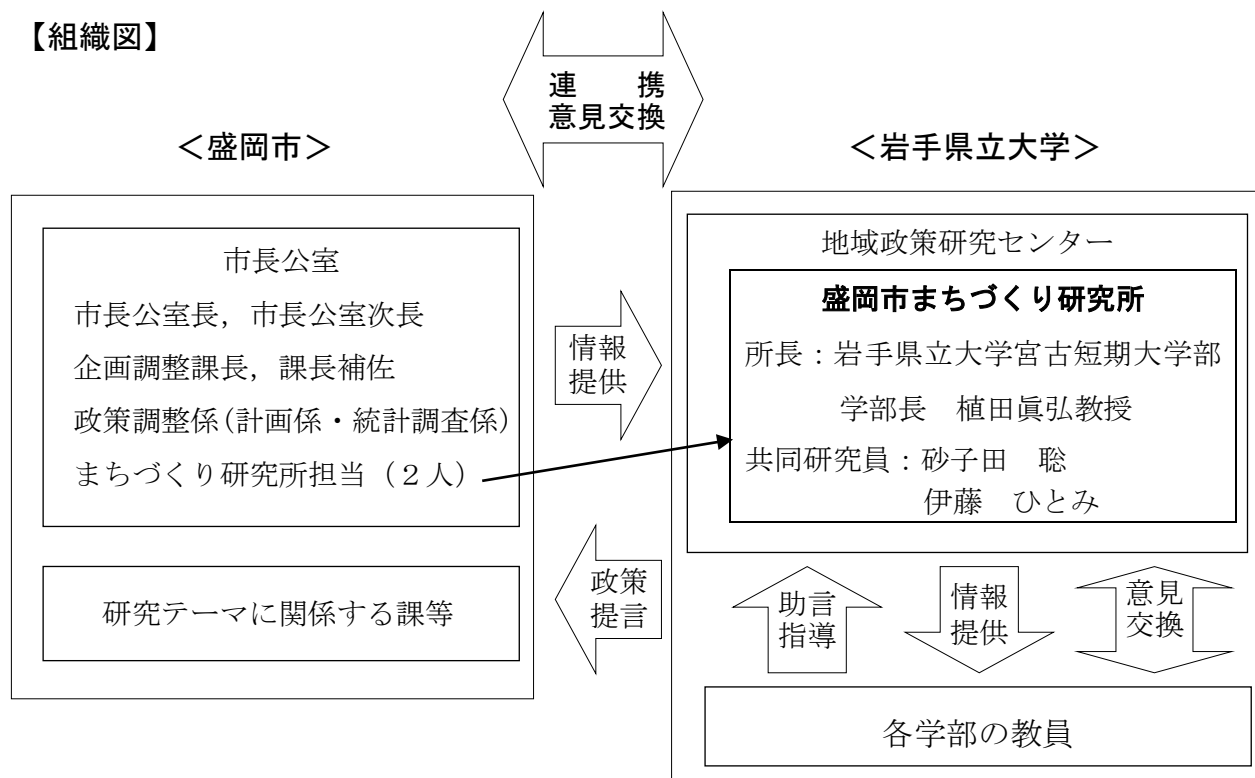 【組織図】
連　　携
意見交換
＜盛岡市＞
＜岩手県立大学＞
市長公室
市長公室長，市長公室次長
企画調整課長，課長補佐
政策調整係(計画係・統計調査係)
まちづくり研究所担当（２人）
研究テーマに関係する課等
情報
提供
政策
提言
地域政策研究センター
盛岡市まちづくり研究所
所長：岩手県立大学宮古短期大学部
学部長　植田眞弘教授
共同研究員：砂子田　聡
伊藤　ひとみ
助言
指導
情報
提供
意見
交換
各学部の教員